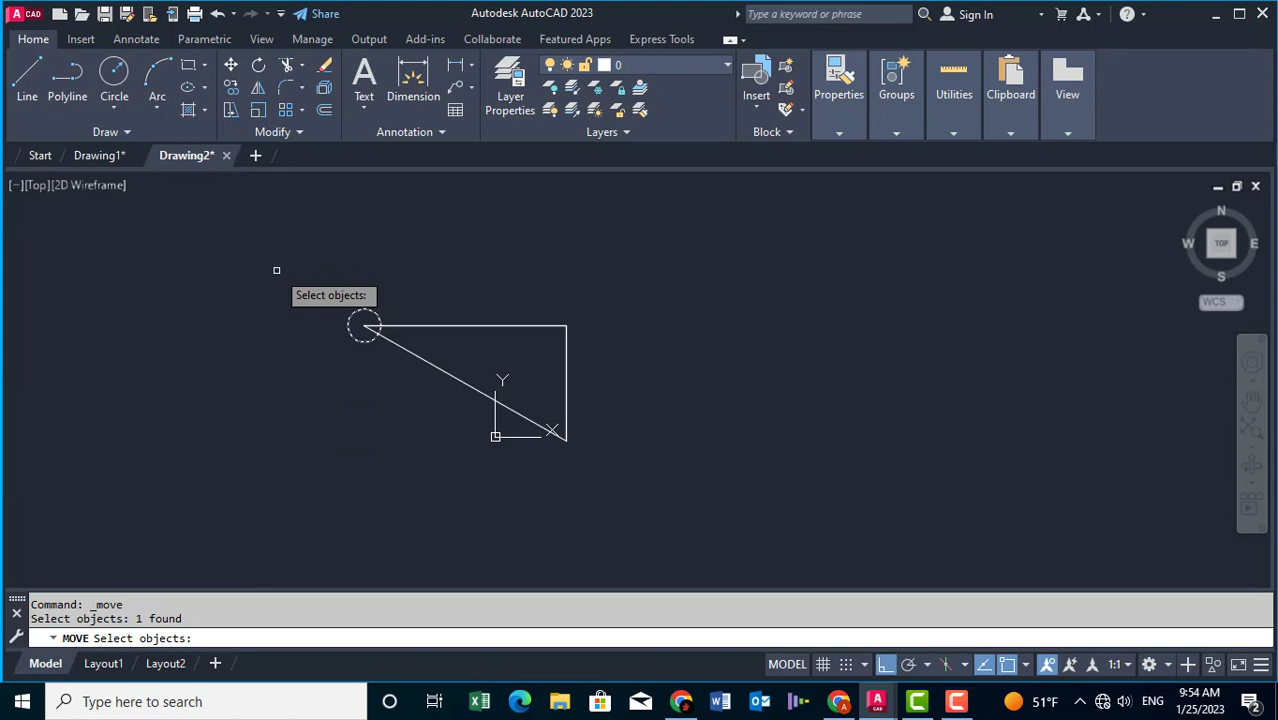 CAD Share Autodesk AutoCAD 2023 Type a keyword or phrase Sign In
Home Insert Annotate Parametric View Manage Output Add-ins Collaborate Featured Apps Express Tools
Line Polyline Circle Arc Text Dimension Layer Properties 0 Insert Properties Groups Utilities Clipboard View
Draw Modify Annotation Layers Block
Start Drawing1* Drawing2*
[−][Top][2D Wireframe]
N
W TOP E
S
WCS
Select objects:
Y
X
Command: _move
Select objects: 1 found
MOVE Select objects:
Model Layout1 Layout2 MODEL 1:1
Type here to search 51°F ENG 9:54 AM
1/25/2023 2